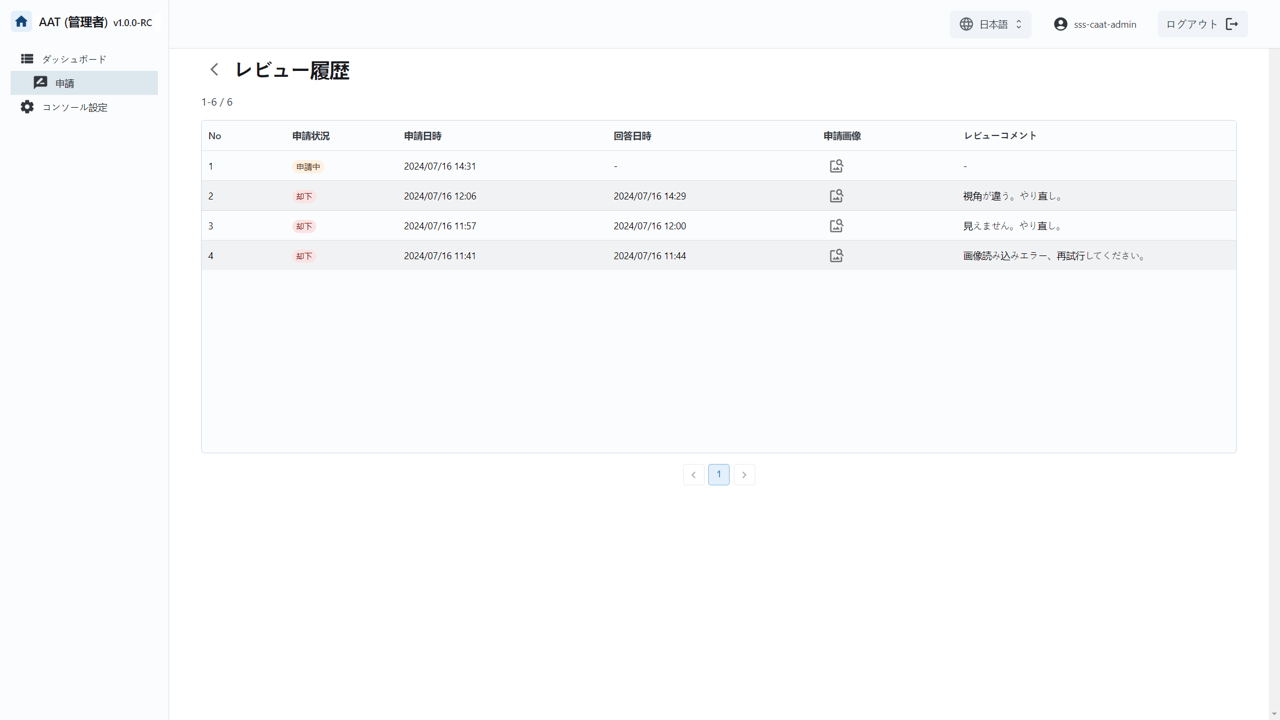 AAT (管理者) v1.0.0-RC
日本語
sss-caat-admin
ログアウト
ダッシュボード
申請
コンソール設定
レビュー履歴
1-6 / 6
No 申請状況 申請日時 回答日時 申請画像 レビューコメント
1 申請中 2024/07/16 14:31 - -
2 却下 2024/07/16 12:06 2024/07/16 14:29 視角が違う。やり直し。
3 却下 2024/07/16 11:57 2024/07/16 12:00 見えません。やり直し。
4 却下 2024/07/16 11:41 2024/07/16 11:44 画像読み込みエラー、再試行してください。
1